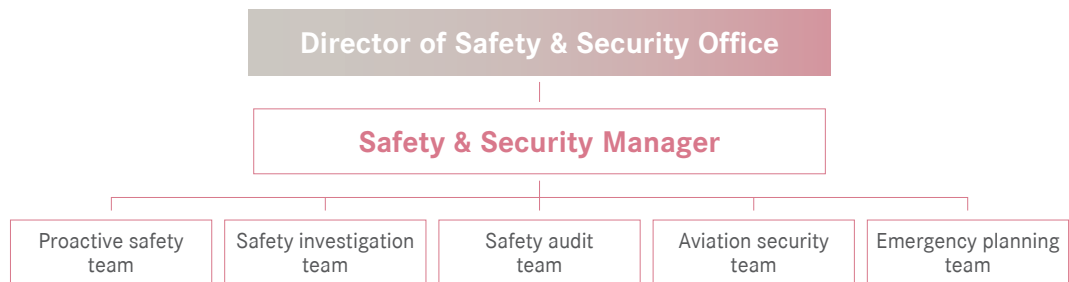 Director of Safety & Security Office
Safety & Security Manager
Proactive safety
team
Safety investigation
team
Safety audit
team
Aviation security
team
Emergency planning
team